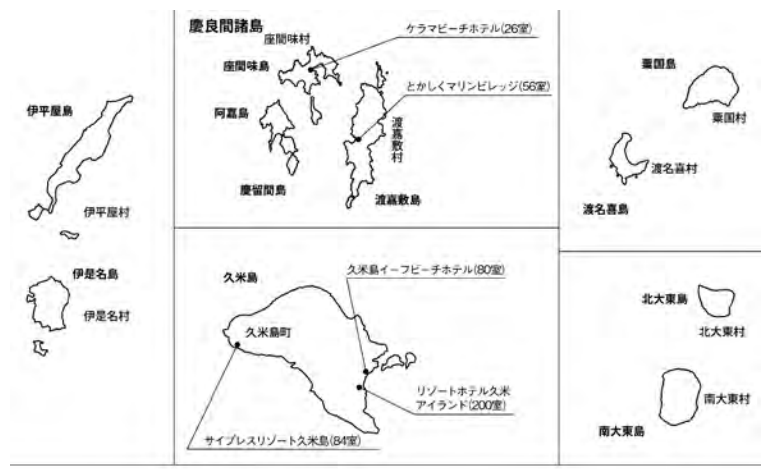 伊平屋島
伊平屋村
伊是名島
伊是名村
慶良間諸島
座間味村
座間味島
ケラマビーチホテル(26室)
とかしくマリンビレッジ(56室)
阿嘉島
渡嘉敷村
慶留間島
渡嘉敷島
久米島
久米島イーフビーチホテル(80室)
久米島町
リゾートホテル久米
アイランド(200室)
サイプレスリゾート久米島(84室)
粟国島
粟国村
渡名喜村
渡名喜島
北大東島
北大東村
南大東村
南大東島